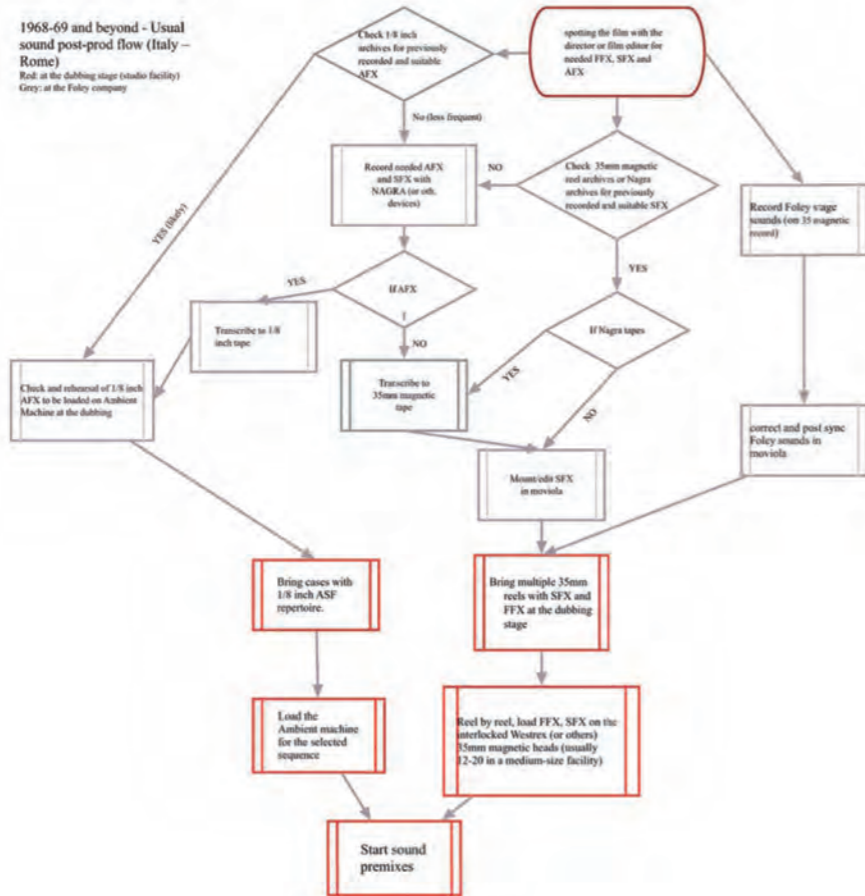 1968-69 and beyond - Usual
sound post-prod flow (Italy –
Rome)
Red: at the dubbing stage (studio facility)
Grey: at the Foley company
Check 1/8 inch
archives for previously
recorded and suitable
AFX
spotting the film with the
director or film editor for
needed FFX, SFX and
AFX
No (less frequent)
YES (likely)
Record needed AFX
and SFX with
NAGRA (or oth.
devices)
NO
Check 35mm magnetic
reel archives or Nagra
archives for previously
recorded and suitable SFX
Record Foley stage
sounds (on 35 magnetic
record)
YES
If AFX
YES
NO
Transcribe to 1/8
inch tape
If Nagra tapes
YES
NO
Check and rehearsal of 1/8 inch
AFX to be loaded on Ambient
Machine at the dubbing
Transcribe to
35mm magnetic
tape
correct and post sync
Foley sounds in
moviola
Mount/edit SFX
in moviola
Bring cases with
1/8 inch ASF
repertoire.
Bring multiple 35mm
reels with SFX and
FFX at the dubbing
stage
Load the
Ambient machine
for the selected
sequence
Reel by reel, load FFX, SFX on the
interlocked Westrex (or others)
35mm magnetic heads (usually
12-20 in a medium-size facility)
Start sound
premixes